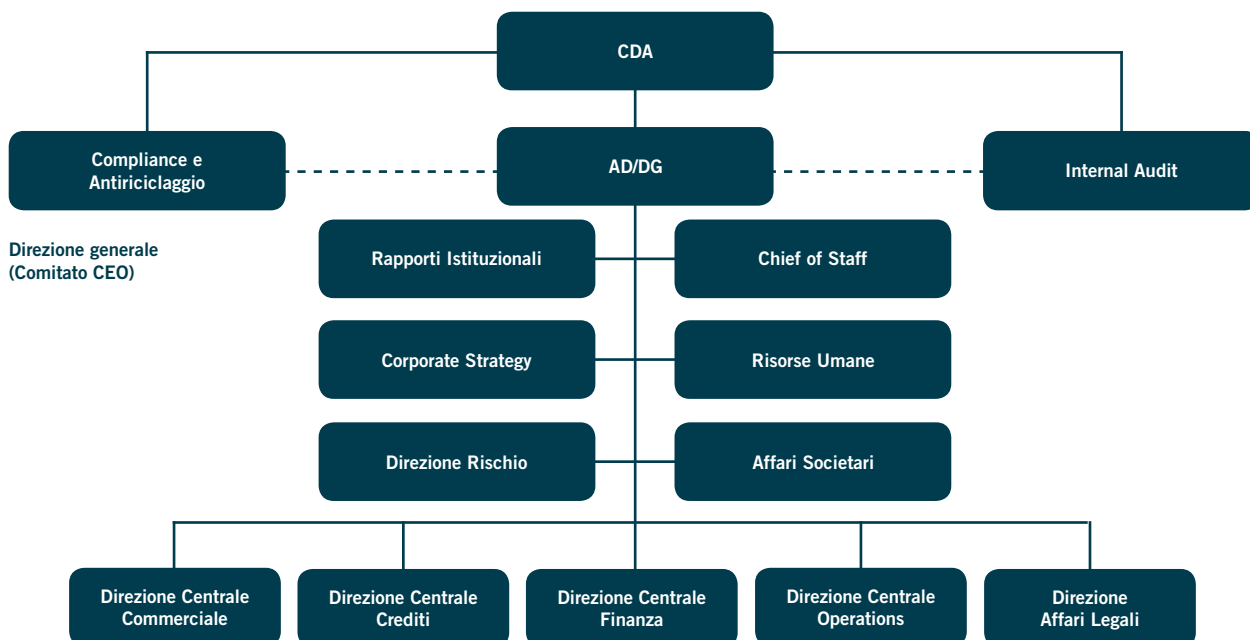 CDA
Compliance e
Antiriciclaggio
AD/DG
Internal Audit
Direzione generale
(Comitato CEO)
Rapporti Istituzionali
Chief of Staff
Corporate Strategy
Risorse Umane
Direzione Rischio
Affari Societari
Direzione Centrale
Commerciale
Direzione Centrale
Crediti
Direzione Centrale
Finanza
Direzione Centrale
Operations
Direzione
Affari Legali